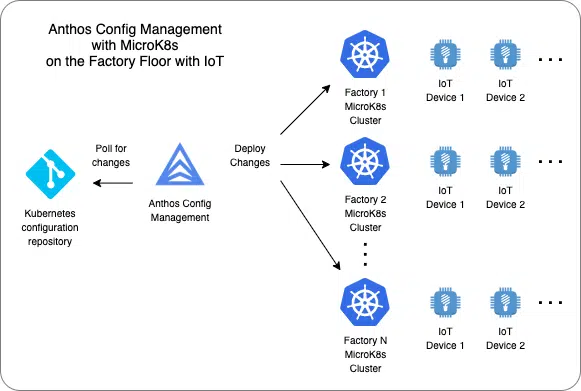 Anthos Config Management
with MicroK8s
on the Factory Floor with IoT
Poll for
changes
Deploy
Changes
Kubernetes
configuration
repository
Anthos Config
Management
Factory 1
MicroK8s
Cluster
IoT
Device 1
IoT
Device 2
Factory 2
MicroK8s
Cluster
IoT
Device 1
IoT
Device 2
Factory N
MicroK8s
Cluster
IoT
Device 1
IoT
Device 2